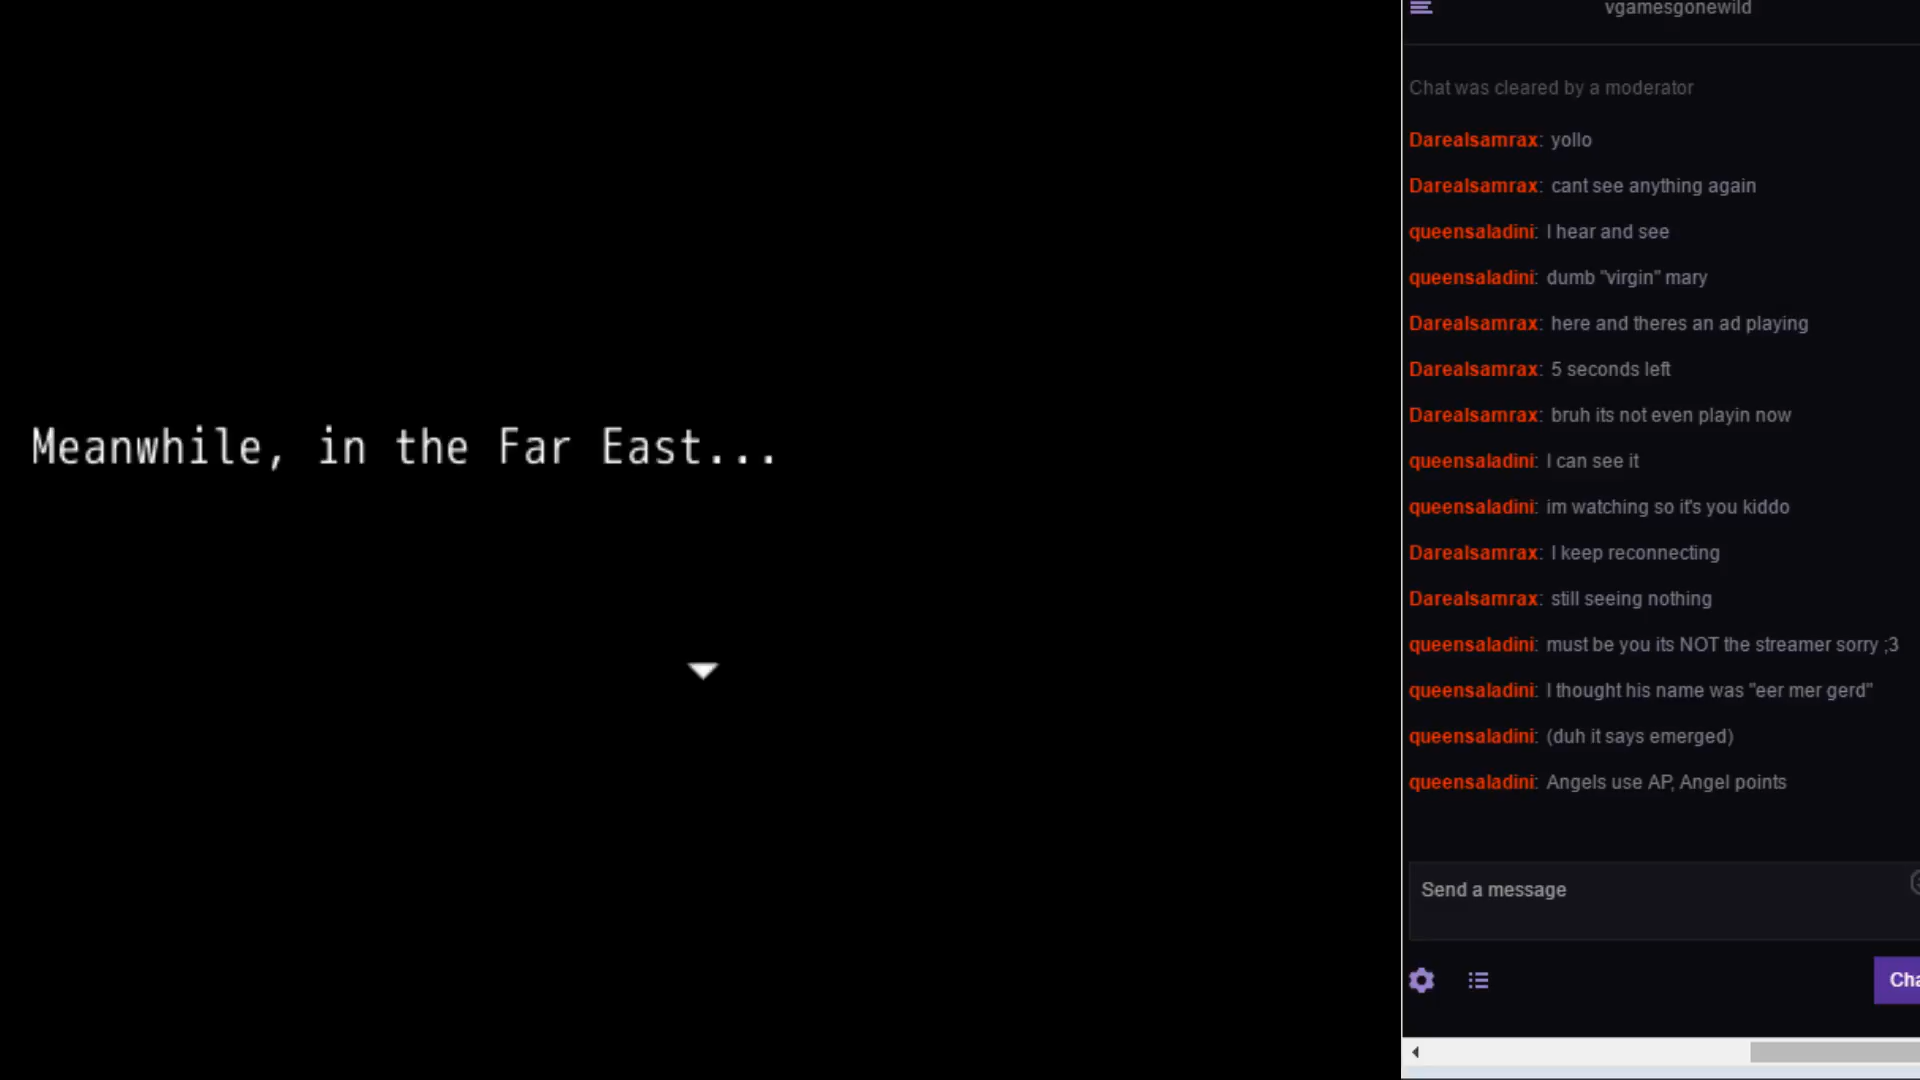 Meanwhile, in the Far East...
vgamesgonewild
Chat was cleared by a moderator
Darealsamrax: yollo
Darealsamrax: cant see anything again
queensaladini: I hear and see
queensaladini: dumb "virgin" mary
Darealsamrax: here and theres an ad playing
Darealsamrax: 5 seconds left
Darealsamrax: bruh its not even playin now
queensaladini: I can see it
queensaladini: im watching so it's you kiddo
Darealsamrax: I keep reconnecting
Darealsamrax: still seeing nothing
queensaladini: must be you its NOT the streamer sorry ;3
queensaladini: I thought his name was "eer mer gerd"
queensaladini: (duh it says emerged)
queensaladini: Angels use AP, Angel points
Send a message
Cha